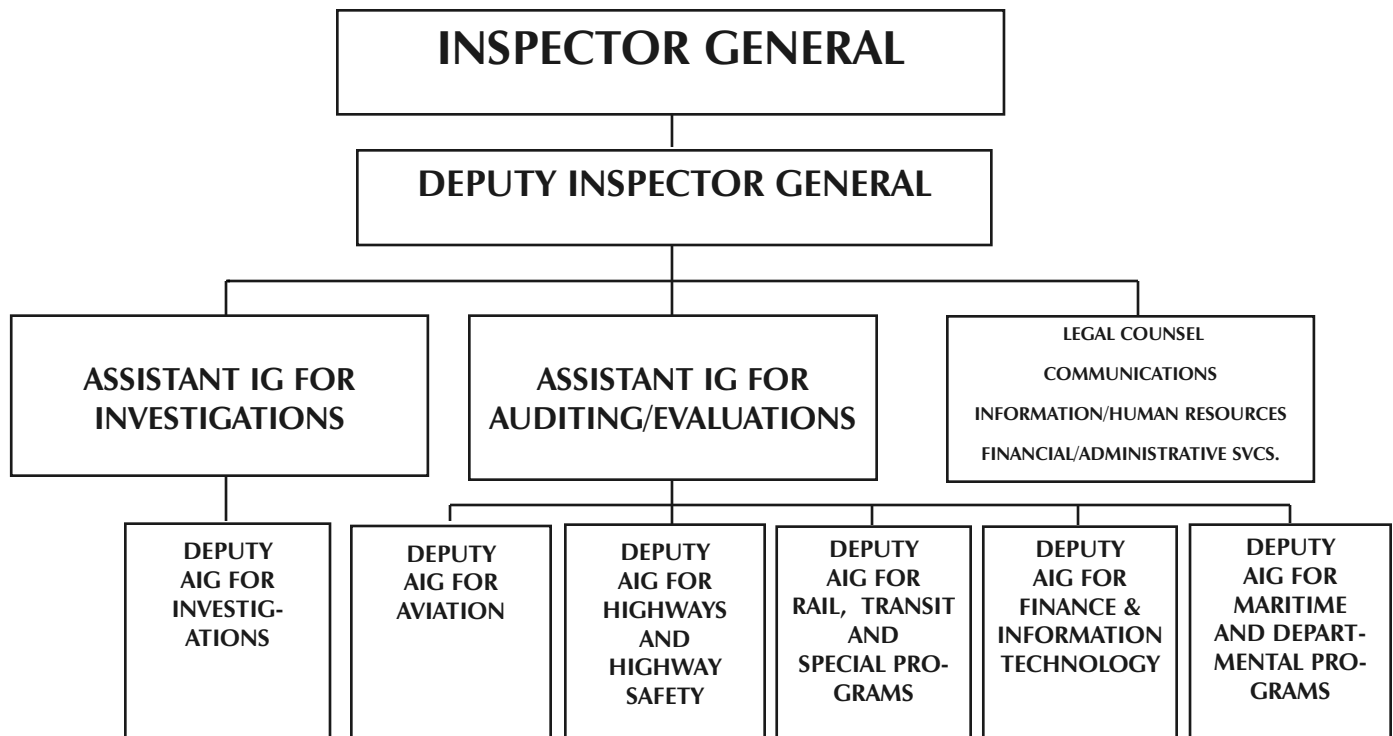 INSPECTOR GENERAL
DEPUTY INSPECTOR GENERAL
ASSISTANT IG FOR
INVESTIGATIONS
ASSISTANT IG FOR
AUDITING/EVALUATIONS
LEGAL COUNSEL
COMMUNICATIONS
INFORMATION/HUMAN RESOURCES
FINANCIAL/ADMINISTRATIVE SVCS.
DEPUTY
AIG FOR
INVESTIG-
ATIONS
DEPUTY
AIG FOR
AVIATION
DEPUTY
AIG FOR
HIGHWAYS
AND
HIGHWAY
SAFETY
DEPUTY
AIG FOR
RAIL, TRANSIT
AND
SPECIAL PRO-
GRAMS
DEPUTY
AIG FOR
FINANCE &
INFORMATION
TECHNOLOGY
DEPUTY
AIG FOR
MARITIME
AND DEPART-
MENTAL PRO-
GRAMS